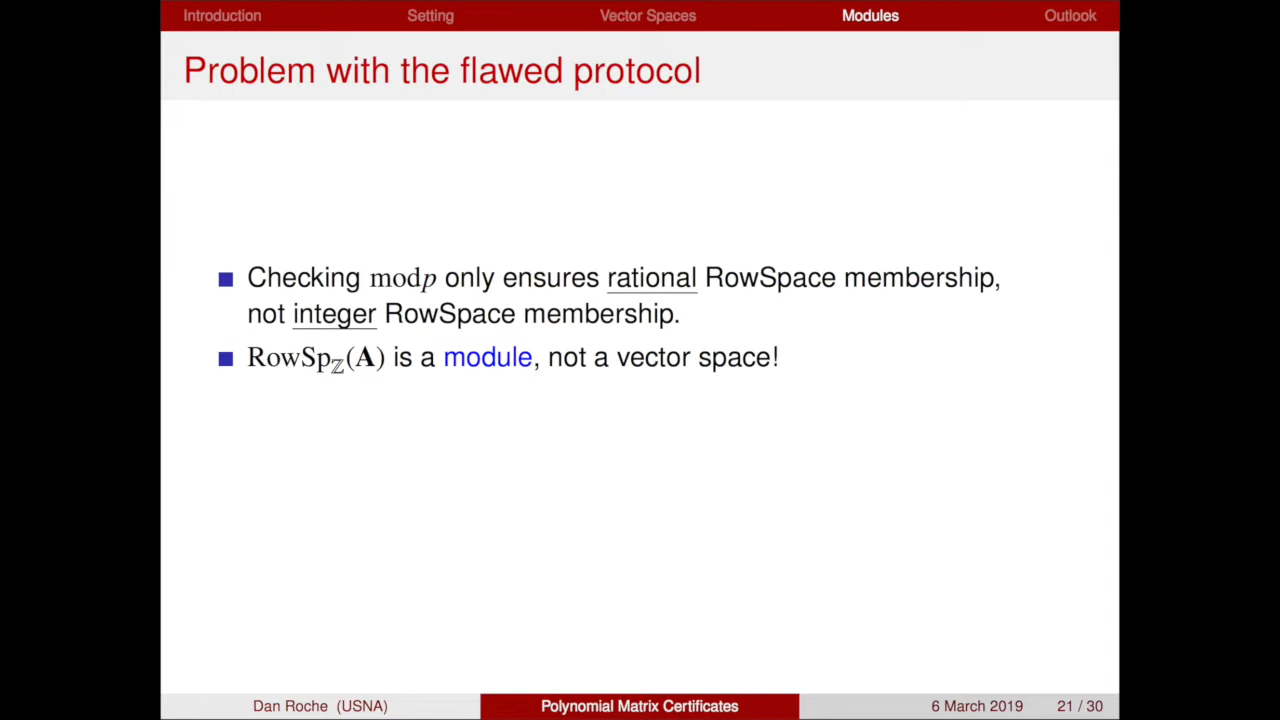 Introduction Setting Vector Spaces Modules Outlook
Problem with the flawed protocol
Checking mod p only ensures rational RowSpace membership,
not integer RowSpace membership.
RowSpℤ(A) is a module, not a vector space!
Dan Roche (USNA) Polynomial Matrix Certificates 6 March 2019 21 / 30